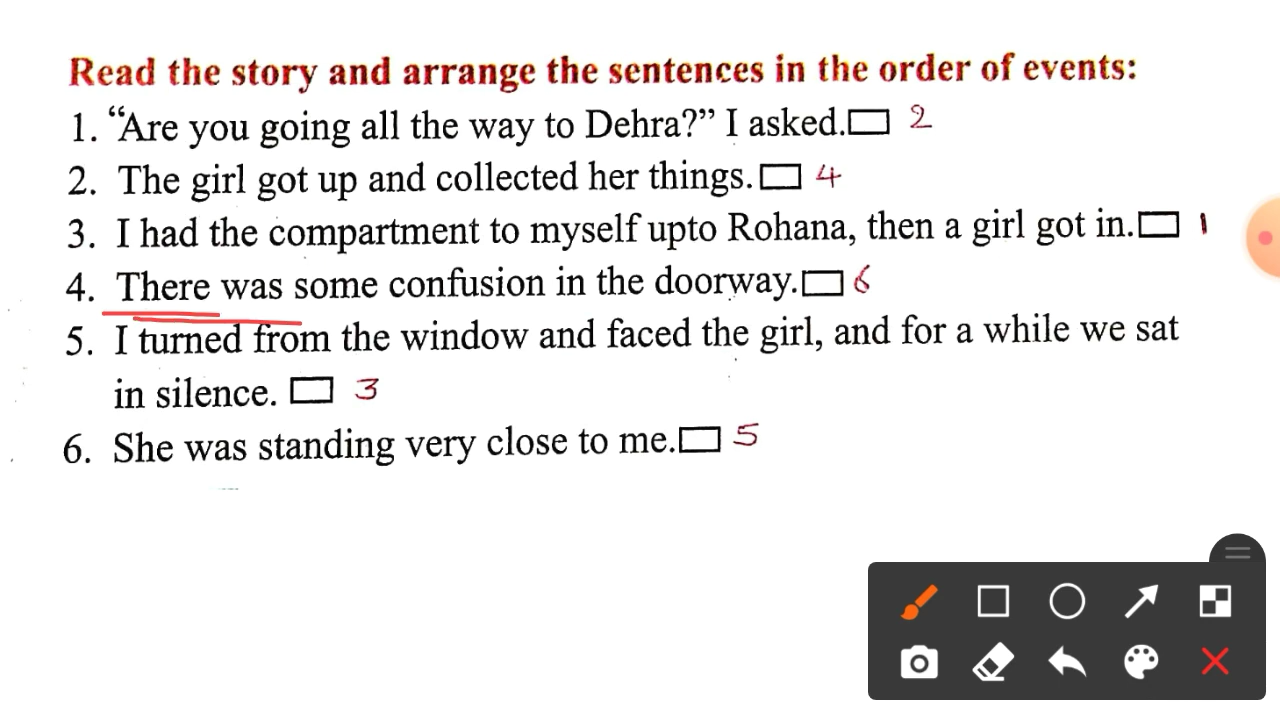 Read the story and arrange the sentences in the order of events:
1. “Are you going all the way to Dehra?” I asked. 2
2. The girl got up and collected her things. 4
3. I had the compartment to myself upto Rohana, then a girl got in. 1
4. There was some confusion in the doorway. 6
5. I turned from the window and faced the girl, and for a while we sat
in silence. 3
6. She was standing very close to me. 5